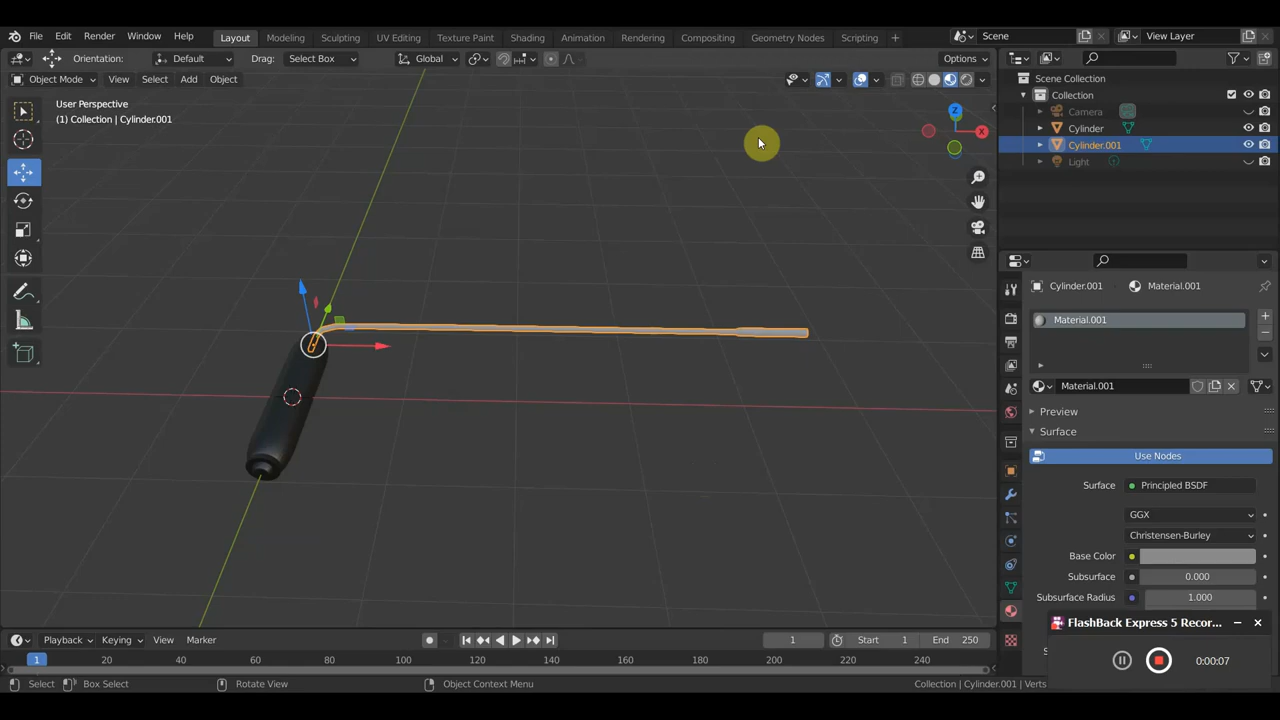 File Edit Render Window Help Layout Modeling Sculpting UV Editing Texture Paint Shading Animation Rendering Compositing Geometry Nodes Scripting + Scene View Layer
Orientation: Default Drag: Select Box Global Options
Object Mode View Select Add Object
User Perspective
(1) Collection | Cylinder.001
Z
X
Scene Collection
Collection
Camera
Cylinder
Cylinder.001
Light
Cylinder.001 Material.001
Material.001
Material.001
Preview
Surface
Use Nodes
Surface Principled BSDF
GGX
Christensen-Burley
Base Color
Subsurface 0.000
Subsurface Radius 1.000
FlashBack Express 5 Recor...
0:00:07
Playback Keying View Marker 1 Start 1 End 250
1 20 40 60 80 100 120 140 160 180 200 220 240
Select Box Select Rotate View Object Context Menu Collection | Cylinder.001 | Verts